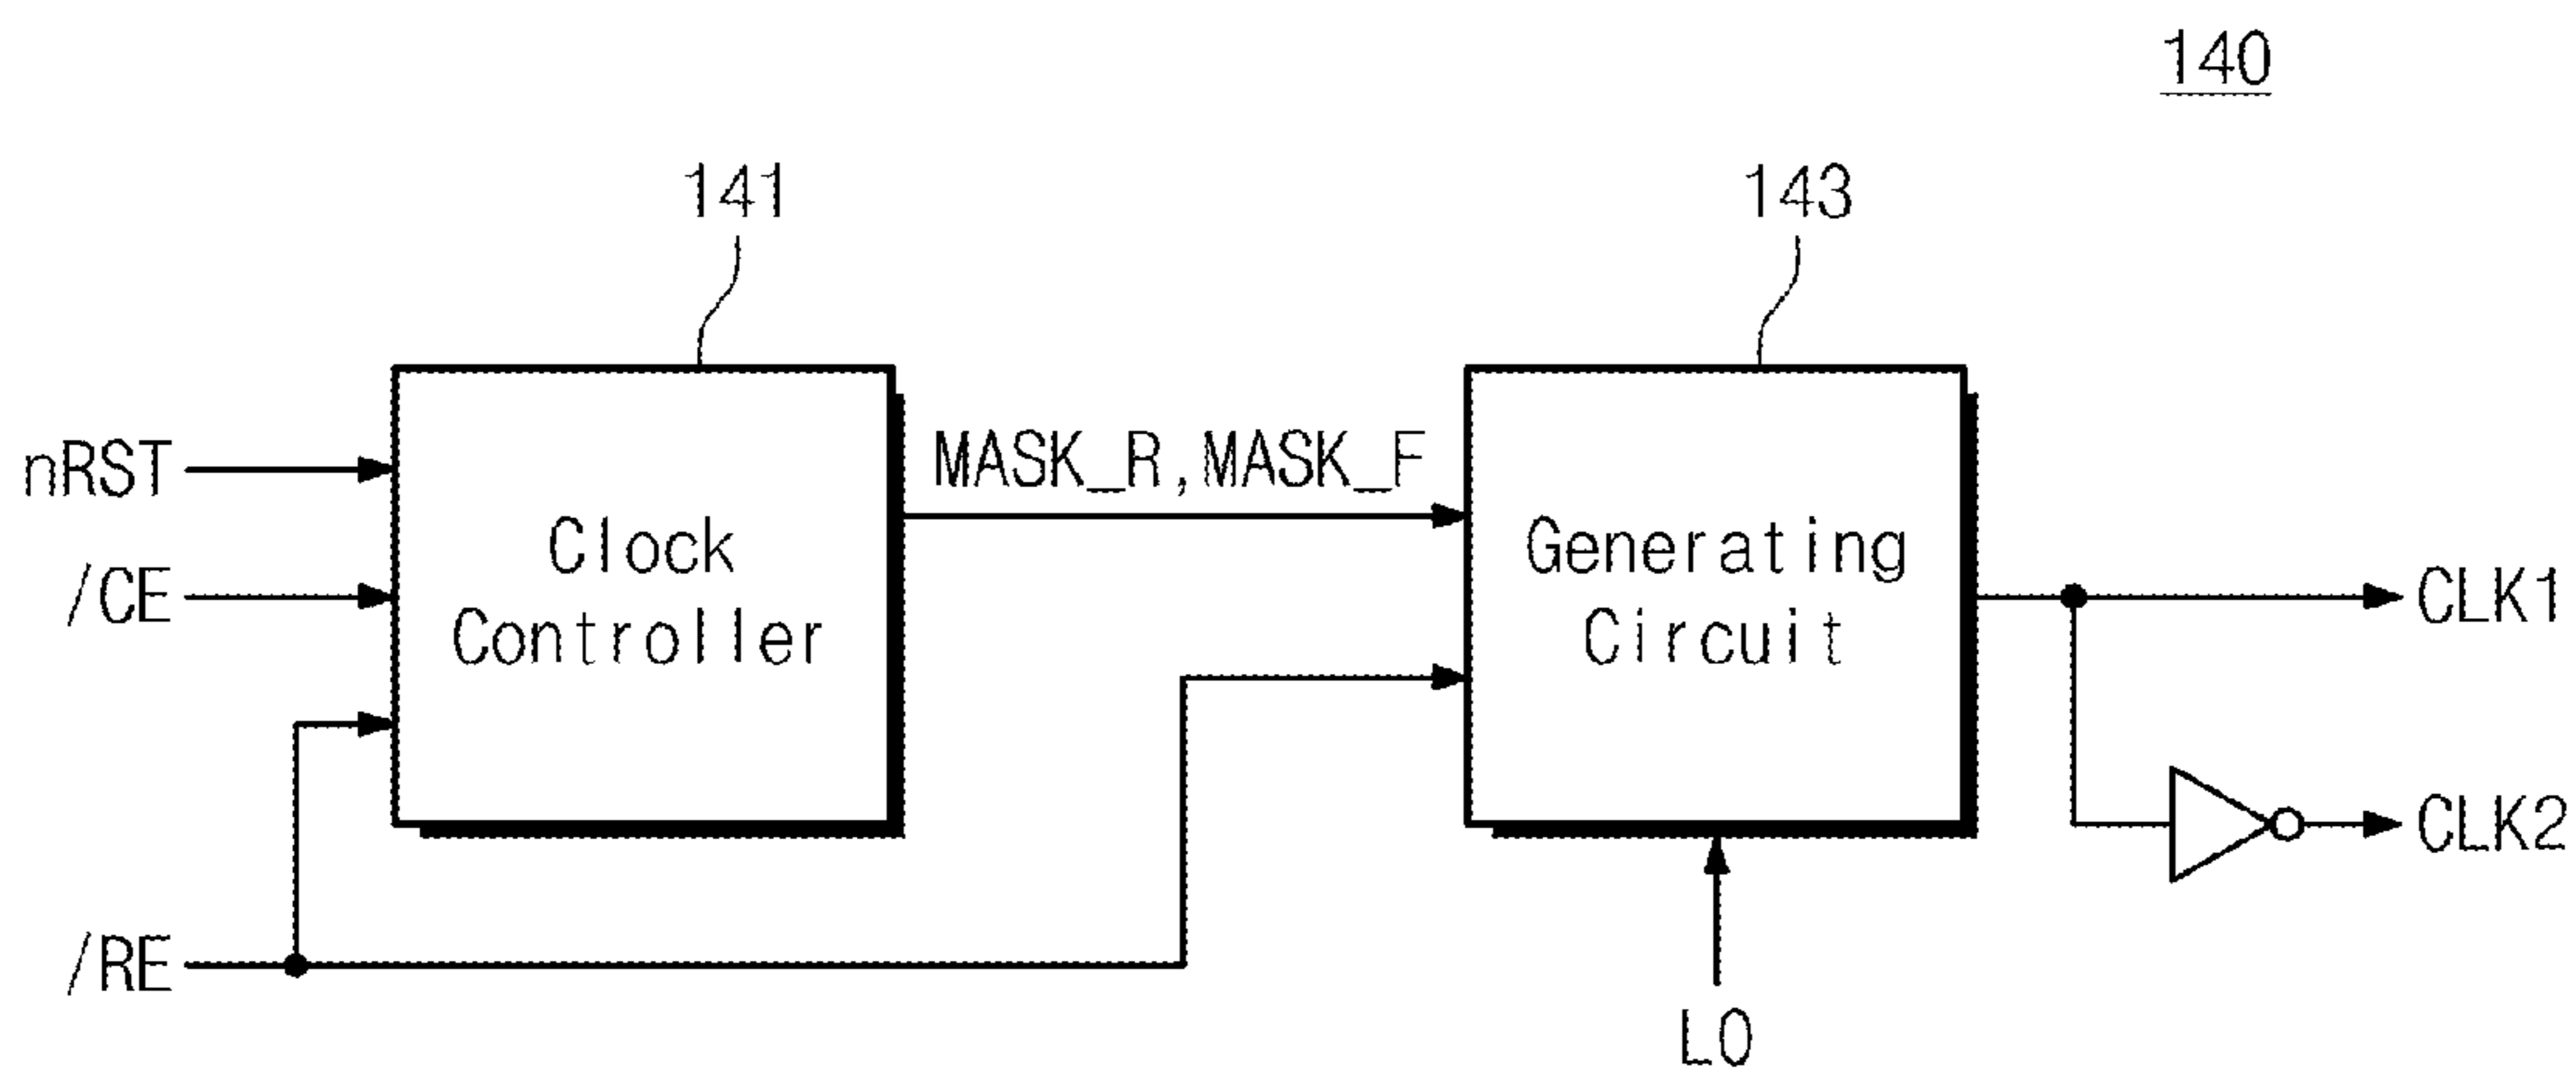 140
141
143
nRST
/CE
/RE
Clock
Controller
MASK_R,MASK_F
Generating
Circuit
LO
CLK1
CLK2